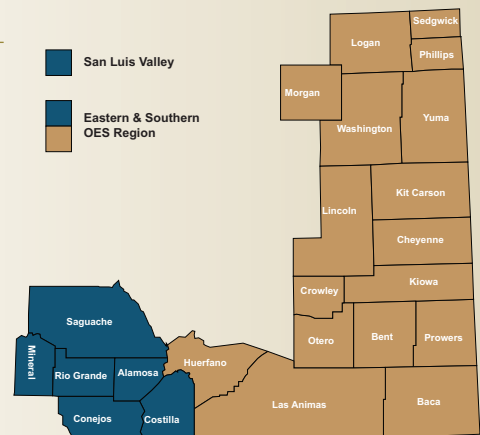 Sedgwick
Logan
Phillips
San Luis Valley
Morgan
Eastern & Southern
OES Region
Yuma
Washington
Kit Carson
Lincoln
Cheyenne
Kiowa
Crowley
Saguache
Otero
Bent
Prowers
Mineral
Huerfano
Rio Grande
Alamosa
Las Animas
Baca
Conejos
Costilla